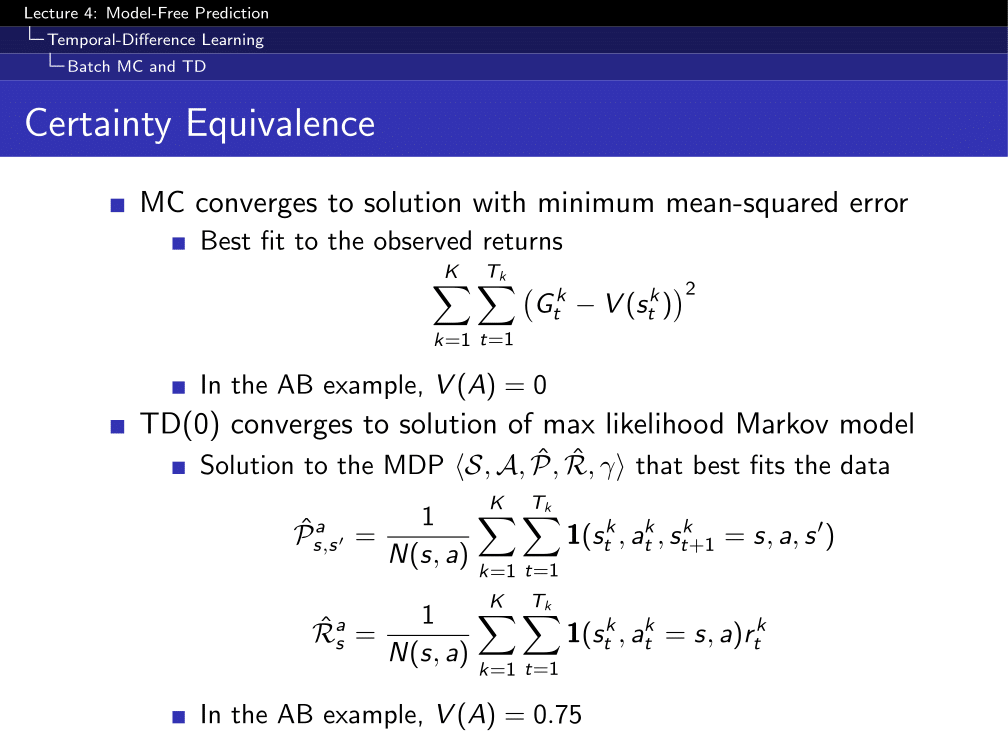 Lecture 4: Model-Free Prediction
Temporal-Difference Learning
Batch MC and TD
Certainty Equivalence
MC converges to solution with minimum mean-squared error
Best fit to the observed returns
$\sum_{k=1}^{K} \sum_{t=1}^{T_k} \left( G_t^k - V(s_t^k) \right)^2$
In the AB example, $V(A) = 0$
TD(0) converges to solution of max likelihood Markov model
Solution to the MDP $\langle \mathcal{S}, \mathcal{A}, \hat{\mathcal{P}}, \hat{\mathcal{R}}, \gamma \rangle$ that best fits the data
$\hat{\mathcal{P}}_{s,s'}^a = \frac{1}{N(s,a)} \sum_{k=1}^{K} \sum_{t=1}^{T_k} \mathbf{1}(s_t^k, a_t^k, s_{t+1}^k = s, a, s')$
$\hat{\mathcal{R}}_s^a = \frac{1}{N(s,a)} \sum_{k=1}^{K} \sum_{t=1}^{T_k} \mathbf{1}(s_t^k, a_t^k = s, a) r_t^k$
In the AB example, $V(A) = 0.75$